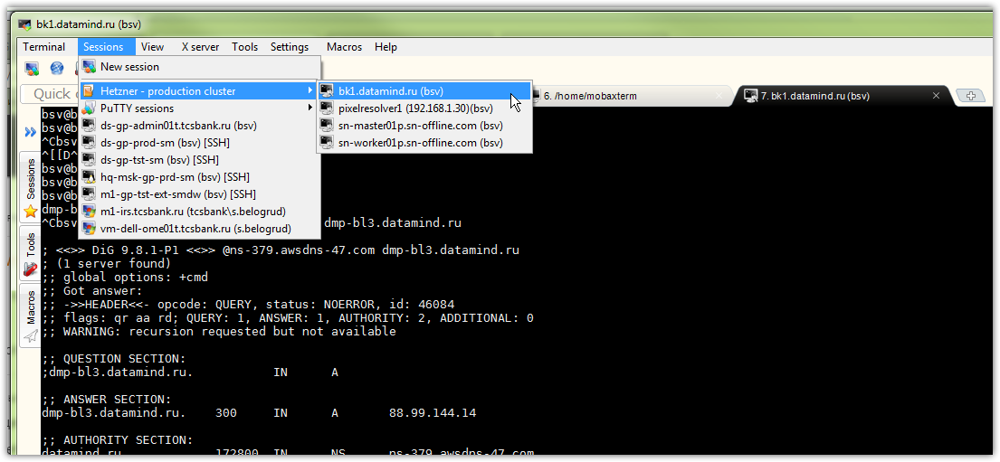 bk1.datamind.ru (bsv)
Terminal Sessions View X server Tools Settings Macros Help
New session
Quick
Hetzner - production cluster
PuTTY sessions
ds-gp-admin01t.tcsbank.ru (bsv)
ds-gp-prod-sm (bsv) [SSH]
ds-gp-tst-sm (bsv) [SSH]
hq-msk-gp-prd-sm (bsv) [SSH]
m1-gp-tst-ext-smdw (bsv) [SSH]
m1-irs.tcsbank.ru (tcsbank\s.belogrud)
vm-dell-ome01t.tcsbank.ru (s.belogrud)
bk1.datamind.ru (bsv)
pixelresolver1 (192.168.1.30)(bsv)
sn-master01p.sn-offline.com (bsv)
sn-worker01p.sn-offline.com (bsv)
6. /home/mobaxterm
7. bk1.datamind.ru (bsv)
Sessions
Tools
Macros
bsv@b
bsv@b
^Cbsv
^[[D^
bsv@b
bsv@b
bsv@b
dmp-b
^Cbsv dmp-bl3.datamind.ru
; <<>> DiG 9.8.1-P1 <<>> @ns-379.awsdns-47.com dmp-bl3.datamind.ru
; (1 server found)
;; global options: +cmd
;; Got answer:
;; ->>HEADER<<- opcode: QUERY, status: NOERROR, id: 46084
;; flags: qr aa rd; QUERY: 1, ANSWER: 1, AUTHORITY: 2, ADDITIONAL: 0
;; WARNING: recursion requested but not available
;; QUESTION SECTION:
;dmp-bl3.datamind.ru. IN A
;; ANSWER SECTION:
dmp-bl3.datamind.ru. 300 IN A 88.99.144.14
;; AUTHORITY SECTION:
datamind.ru. 172800 IN NS ns-379.awsdns-47.com.